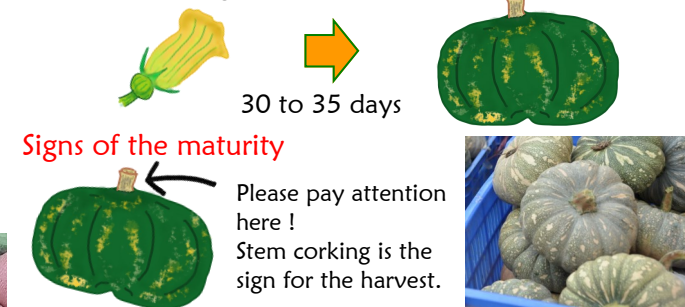 30 to 35 days
Signs of the maturity
Please pay attention
here !
Stem corking is the
sign for the harvest.